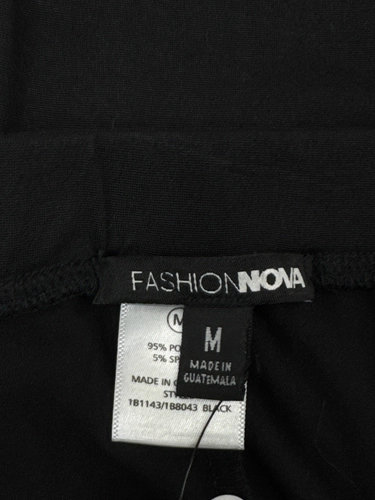 FASHIONNOVA
M
MADE IN
GUATEMALA
M
95%
5%
MADE IN
1B1143/1B8043 BLACK